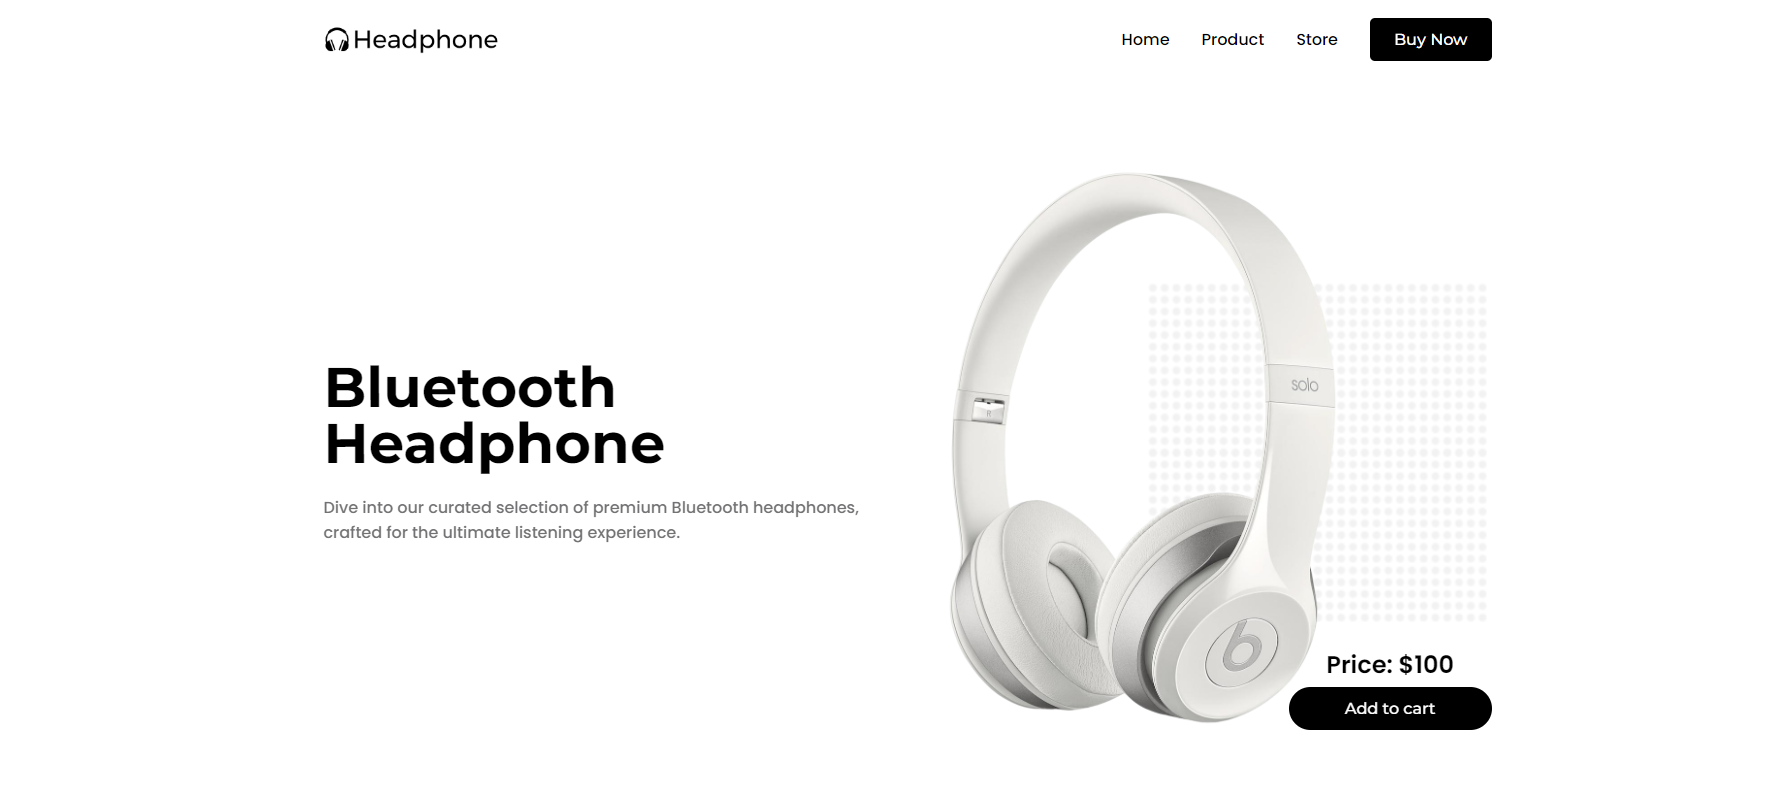 Headphone
Home
Product
Store
Buy Now
Bluetooth
Headphone
Dive into our curated selection of premium Bluetooth headphones,
crafted for the ultimate listening experience.
solo
b
Price: $100
Add to cart